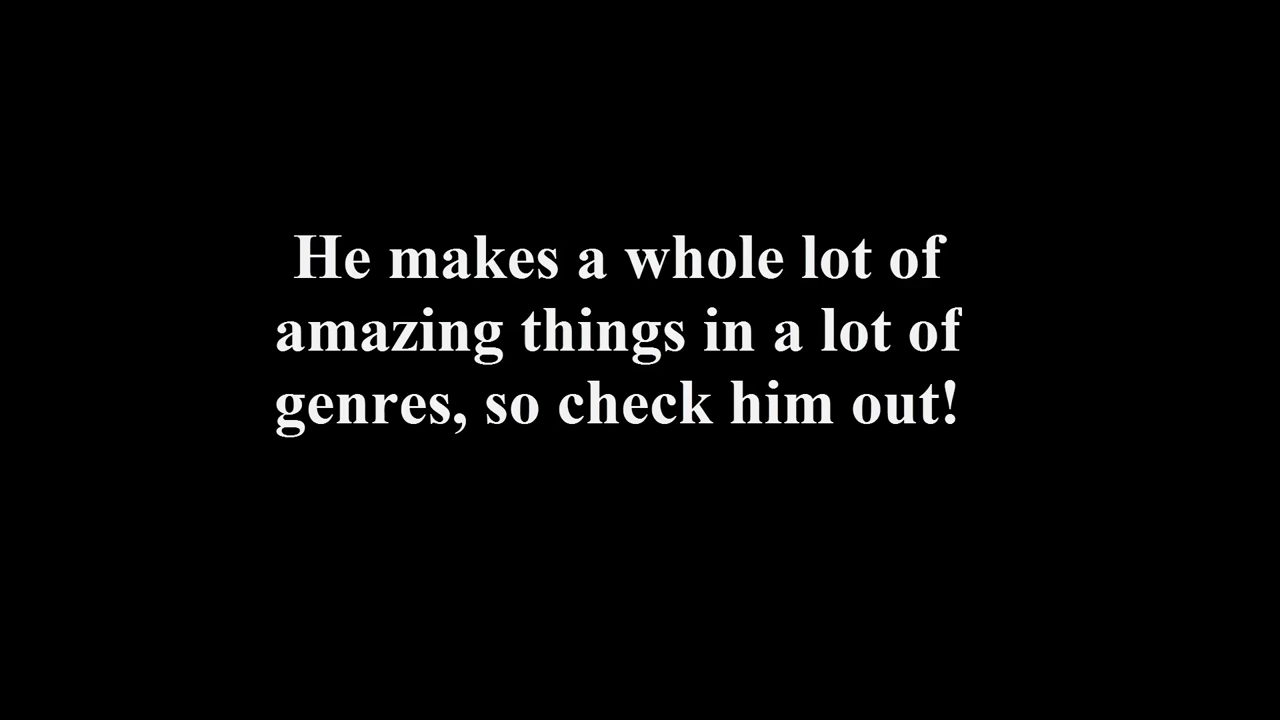 He makes a whole lot of
amazing things in a lot of
genres, so check him out!